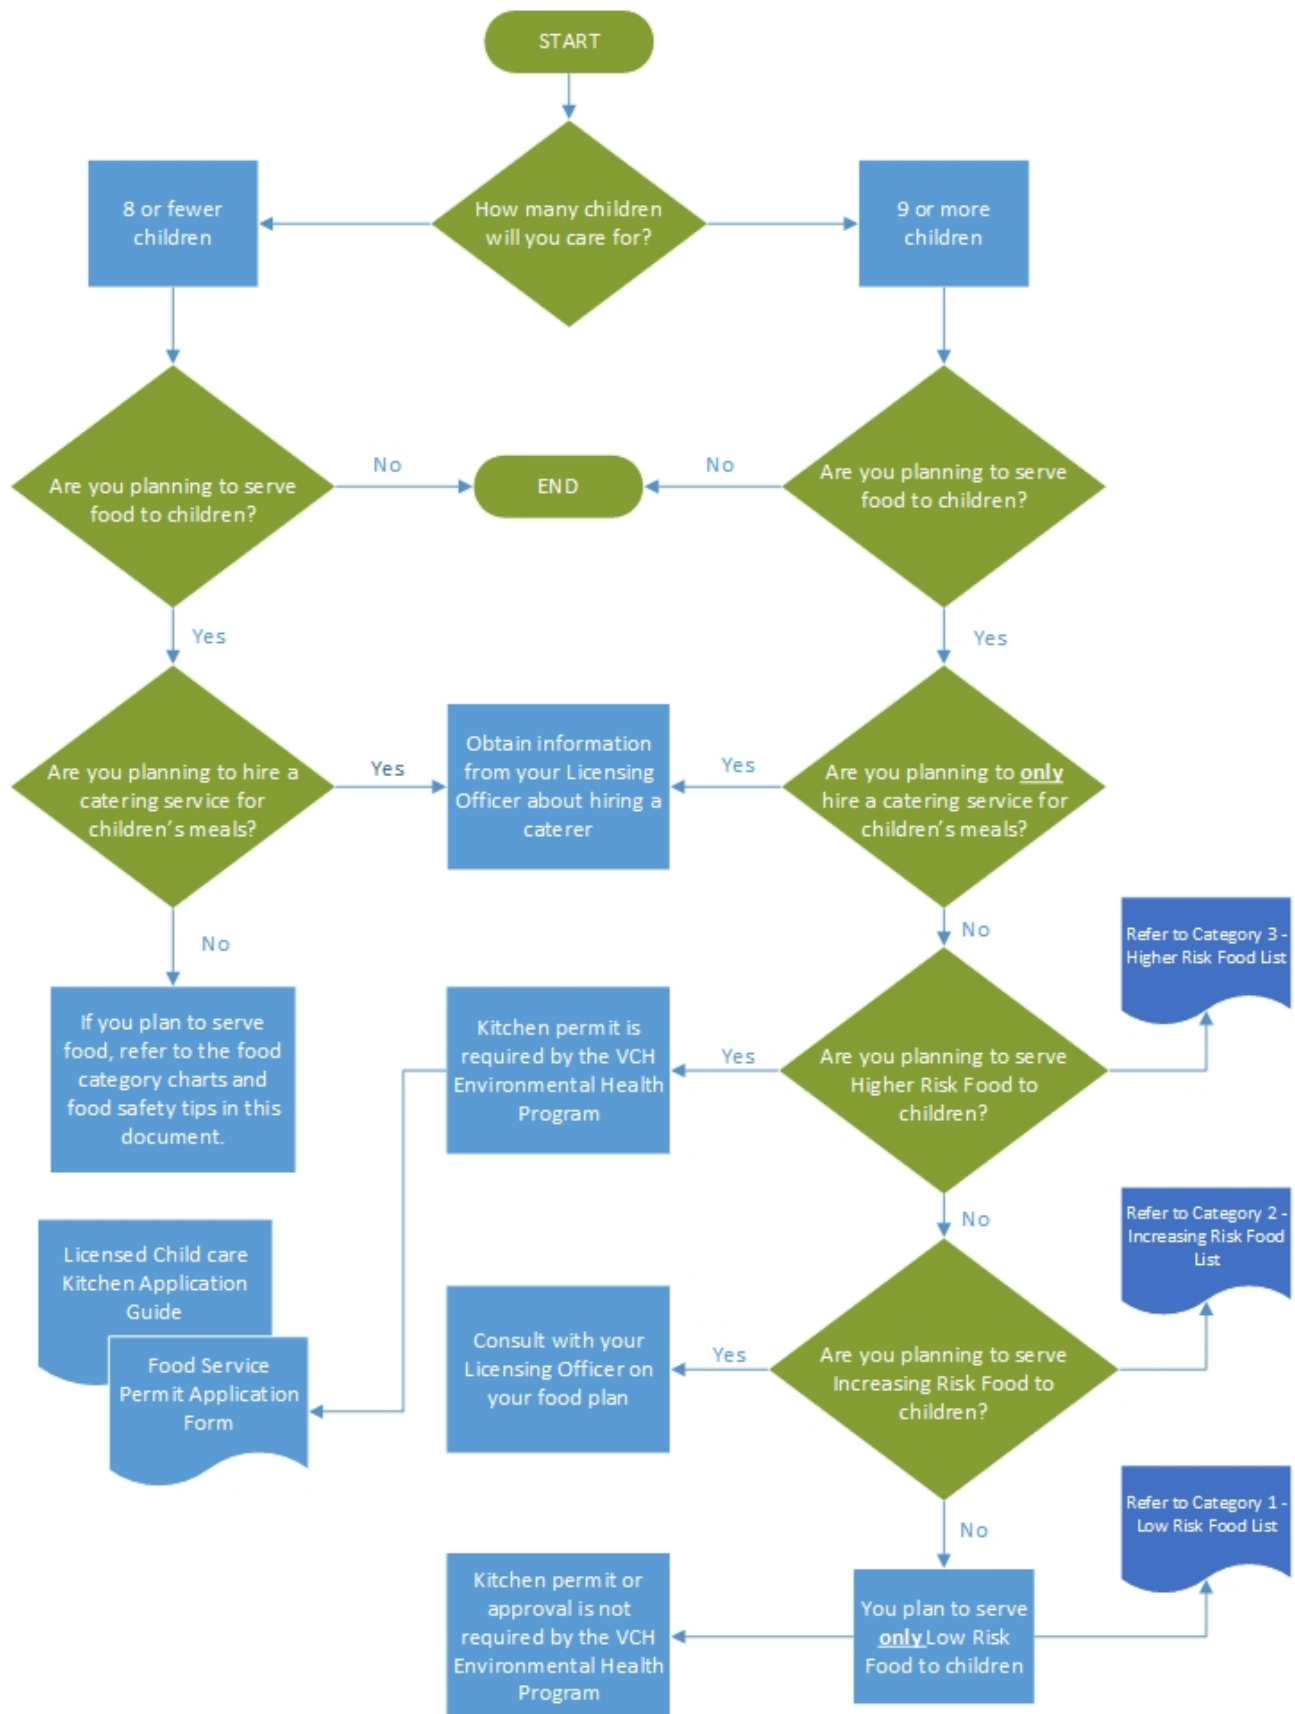 START
How many children
will you care for?
8 or fewer
children
9 or more
children
Are you planning to serve
food to children?
No
END
No
Are you planning to serve
food to children?
Yes
Yes
Are you planning to hire a
catering service for
children's meals?
Yes
Obtain information
from your Licensing
Officer about hiring a
caterer
Yes
Are you planning to only
hire a catering service for
children's meals?
No
No
If you plan to serve
food, refer to the food
category charts and
food safety tips in this
document.
Kitchen permit is
required by the VCH
Environmental Health
Program
Yes
Are you planning to serve
Higher Risk Food to
children?
Refer to Category 3 -
Higher Risk Food List
No
Licensed Child care
Kitchen Application
Guide
Food Service
Permit Application
Form
Consult with your
Licensing Officer on
your food plan
Yes
Are you planning to serve
Increasing Risk Food to
children?
Refer to Category 2 -
Increasing Risk Food
List
No
Kitchen permit or
approval is not
required by the VCH
Environmental Health
Program
You plan to serve
only Low Risk
Food to children
Refer to Category 1 -
Low Risk Food List